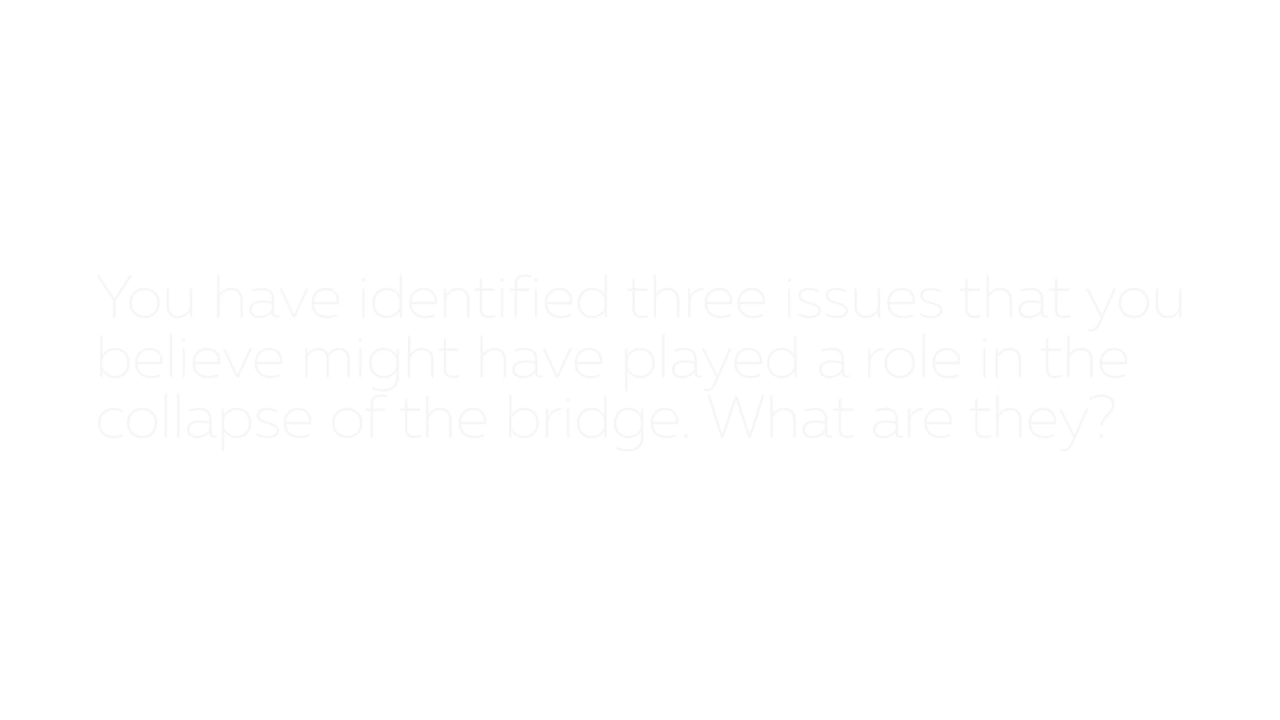 You have identified three issues that you
believe might have played a role in the
collapse of the bridge. What are they?